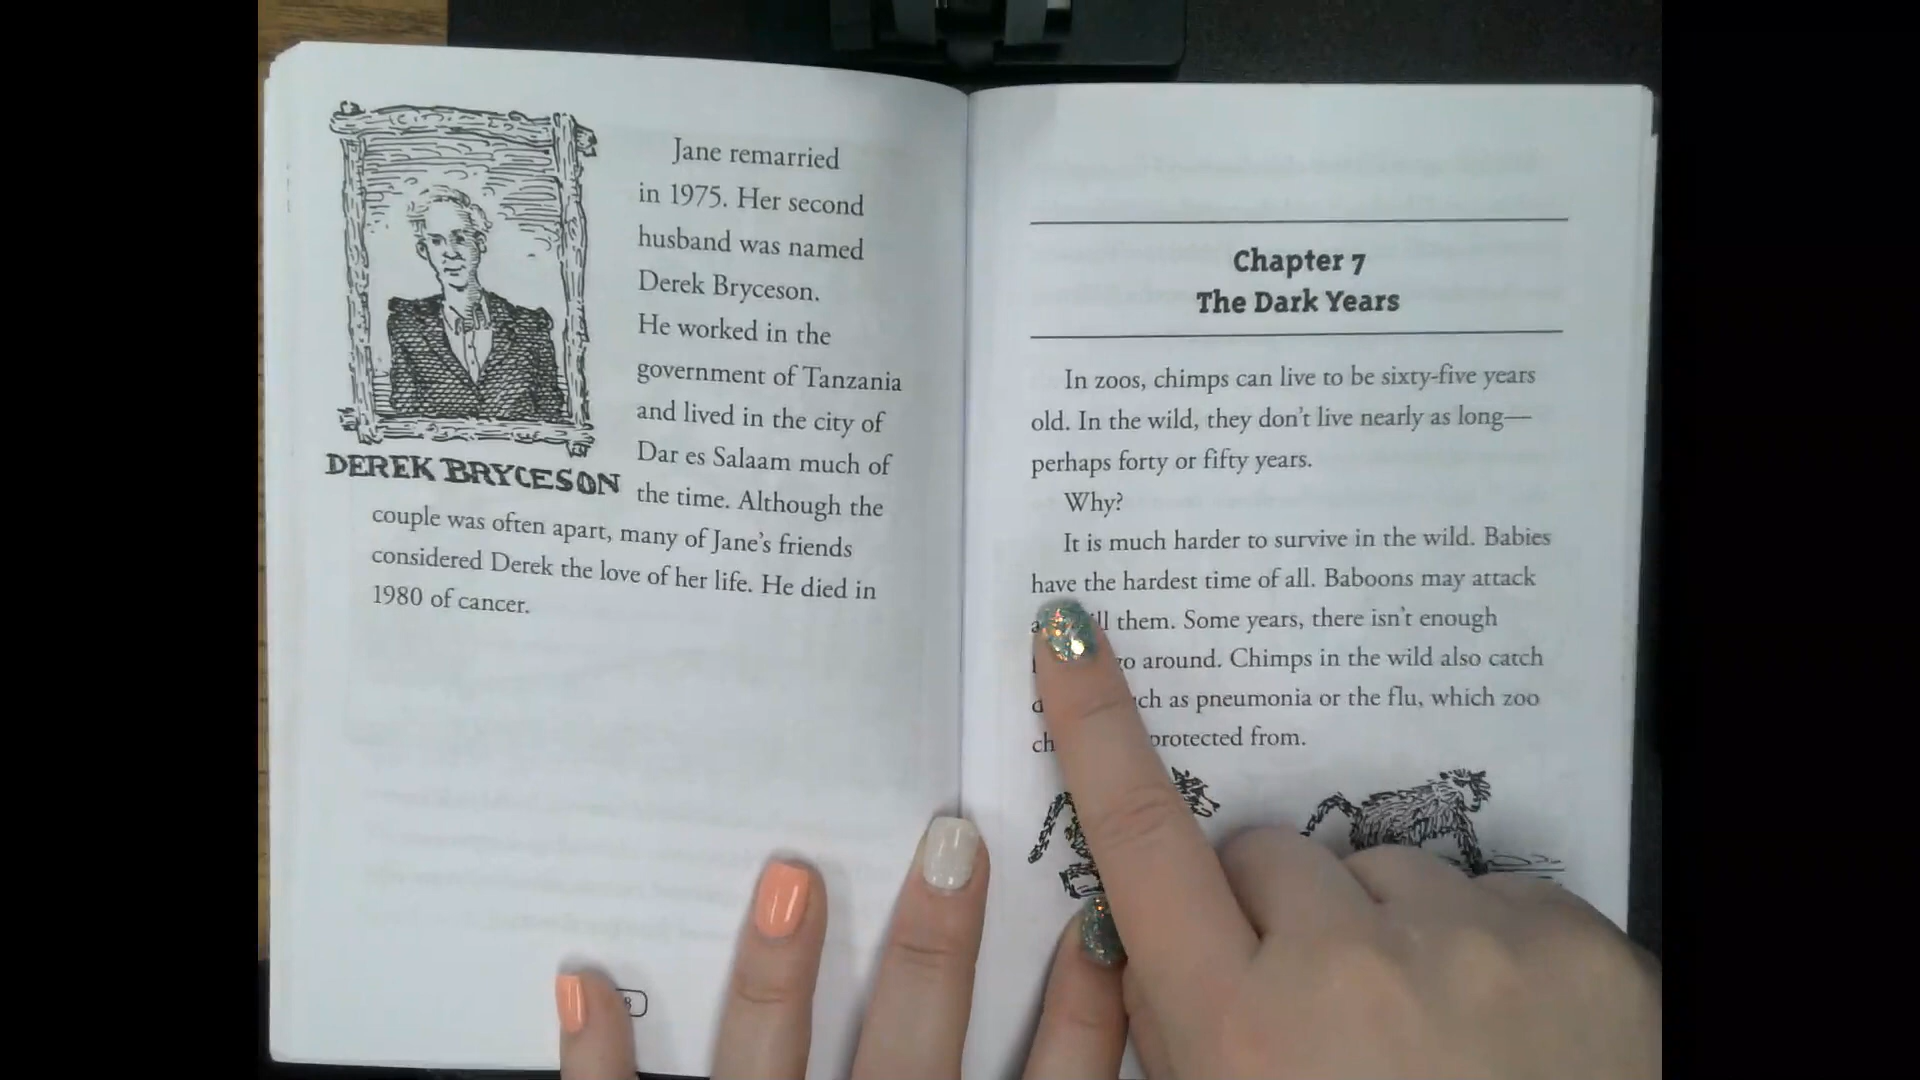 Jane remarried
in 1975. Her second
husband was named
Derek Bryceson.
He worked in the
government of Tanzania
and lived in the city of
Dar es Salaam much of
the time. Although the
couple was often apart, many of Jane's friends
considered Derek the love of her life. He died in
1980 of cancer.
DEREK BRYCESON
8
Chapter 7
The Dark Years
In zoos, chimps can live to be sixty-five years
old. In the wild, they don't live nearly as long—
perhaps forty or fifty years.
Why?
It is much harder to survive in the wild. Babies
have the hardest time of all. Baboons may attack
them. Some years, there isn't enough
around. Chimps in the wild also catch
as pneumonia or the flu, which zoo
protected from.